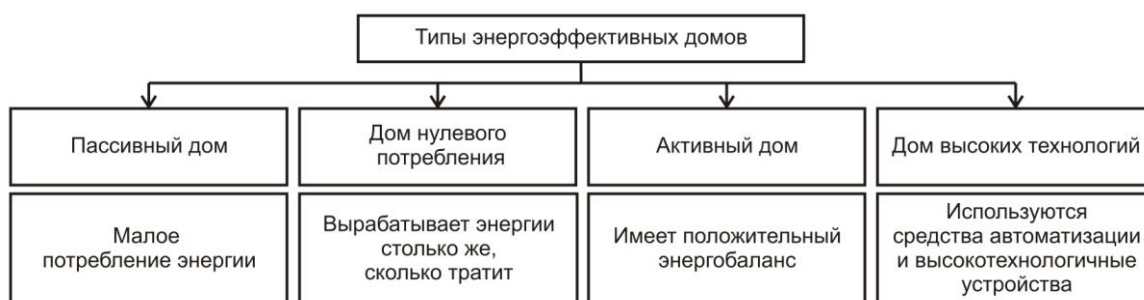 Типы энергоэффективных домов
Пассивный дом
Дом нулевого
потребления
Активный дом
Дом высоких технологий
Малое
потребление энергии
Вырабатывает энергии
столько же,
сколько тратит
Имеет положительный
энергобаланс
Используются
средства автоматизации
и высокотехнологичные
устройства